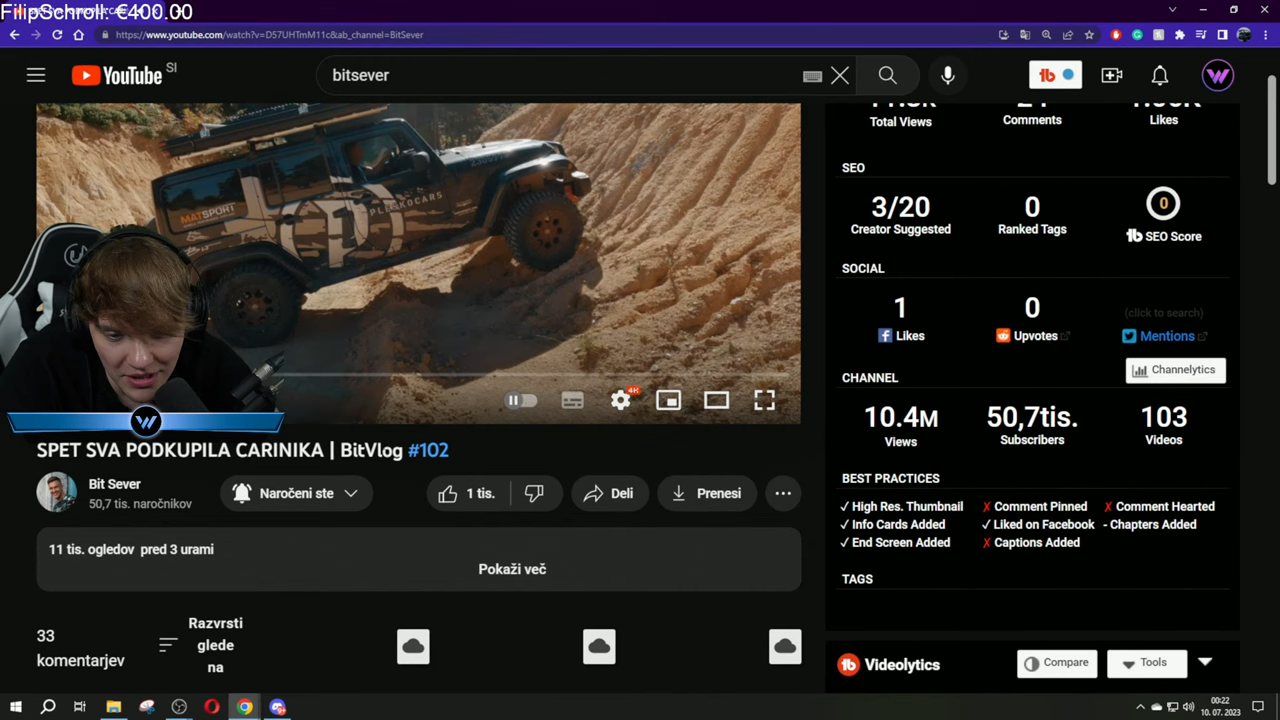 FilipSchroll: €400.00
https://www.youtube.com/watch?v=D57UHTmM11c&ab_channel=BitSever
YouTube SI
bitsever
Total Views
Comments
Likes
SEO
3/20
0
0
Creator Suggested
Ranked Tags
SEO Score
SOCIAL
1
0
(click to search)
Likes
Upvotes
Mentions
Channelytics
CHANNEL
10.4M
50,7tis.
103
Views
Subscribers
Videos
BEST PRACTICES
✓ High Res. Thumbnail
✗ Comment Pinned
✗ Comment Hearted
✓ Info Cards Added
✓ Liked on Facebook
- Chapters Added
✓ End Screen Added
✗ Captions Added
TAGS
Videolytics
Compare
Tools
MATSPORT
4K
SPET SVA PODKUPILA CARINIKA | BitVlog #102
Bit Sever
50,7 tis. naročnikov
Naročeni ste
1 tis.
Deli
Prenesi
11 tis. ogledov pred 3 urami
Pokaži več
33
komentarjev
Razvrsti
glede
na
00:22
10. 07. 2023